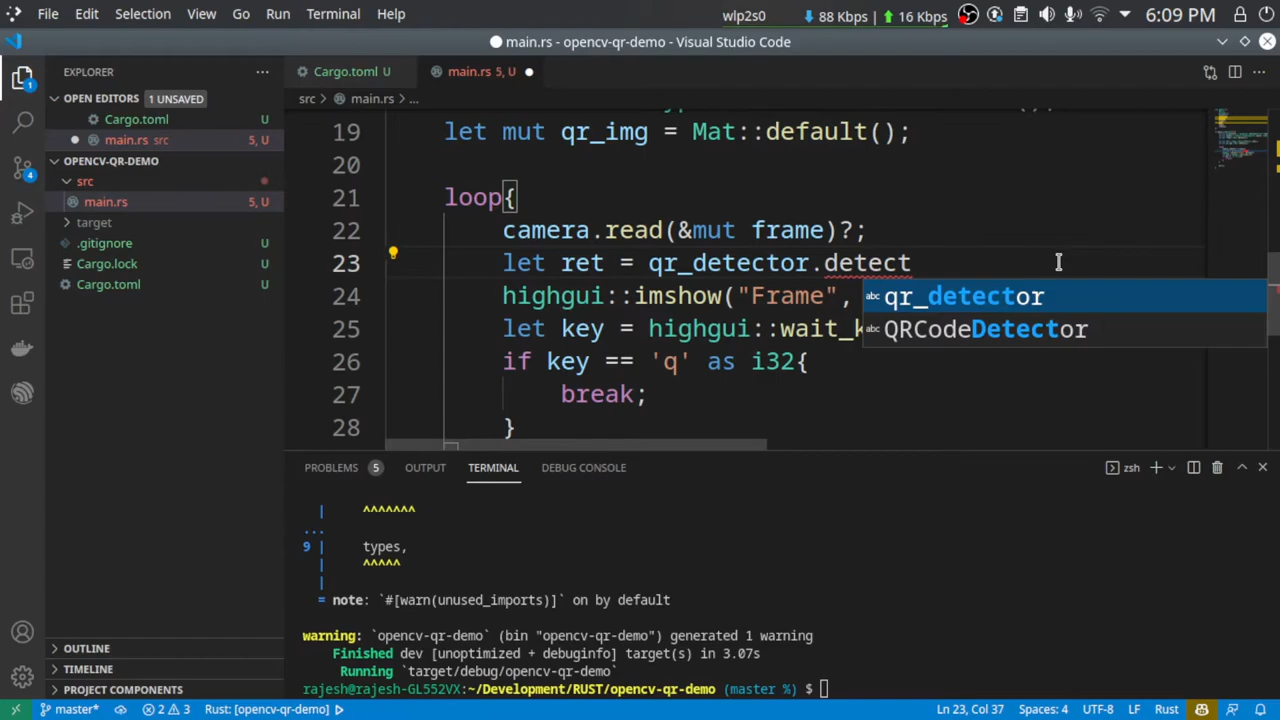 File Edit Selection View Go Run Terminal Help wlp2s0 88 Kbps | 16 Kbps 6:09 PM
main.rs - opencv-qr-demo - Visual Studio Code
EXPLORER
OPEN EDITORS 1 UNSAVED
Cargo.toml U
main.rs src 5, U
OPENCV-QR-DEMO
src
main.rs 5, U
target
.gitignore U
Cargo.lock U
Cargo.toml U
OUTLINE
TIMELINE
PROJECT COMPONENTS
1
4
Cargo.toml U main.rs 5, U
src > main.rs > ...
19 let mut qr_img = Mat::default();
20
21 loop{
22 camera.read(&mut frame)?;
23 let ret = qr_detector.detect
24 highgui::imshow("Frame",
25 let key = highgui::wait_k
26 if key == 'q' as i32{
27 break;
28 }
abc qr_detector
abc QRCodeDetector
PROBLEMS 5 OUTPUT TERMINAL DEBUG CONSOLE zsh
| ^^^^^^^
...
9 | types,
| ^^^^^
|
= note: `#[warn(unused_imports)]` on by default
warning: `opencv-qr-demo` (bin "opencv-qr-demo") generated 1 warning
Finished dev [unoptimized + debuginfo] target(s) in 3.07s
Running `target/debug/opencv-qr-demo`
rajesh@rajesh-GL552VX:~/Development/RUST/opencv-qr-demo (master %) $
master* 2 3 Rust: [opencv-qr-demo] Ln 23, Col 37 Spaces: 4 UTF-8 LF Rust